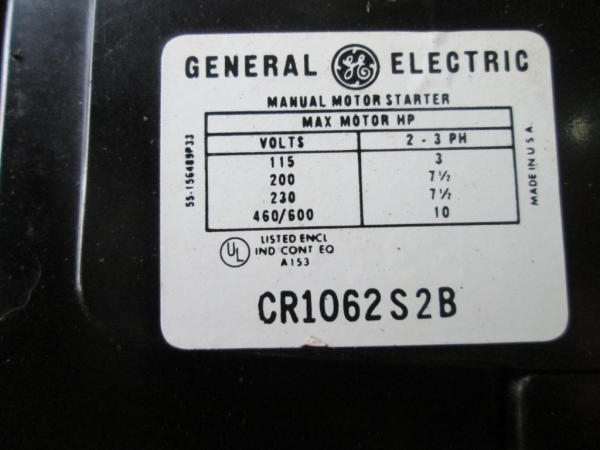 GENERAL GE ELECTRIC
MANUAL MOTOR STARTER
MAX MOTOR HP
VOLTS 2 - 3 PH
115 3
200 7½
230 7½
460/600 10
55-156489P33
MADE IN U.S.A.
UL LISTED ENCL
IND CONT EQ
A153
CR1062S2B